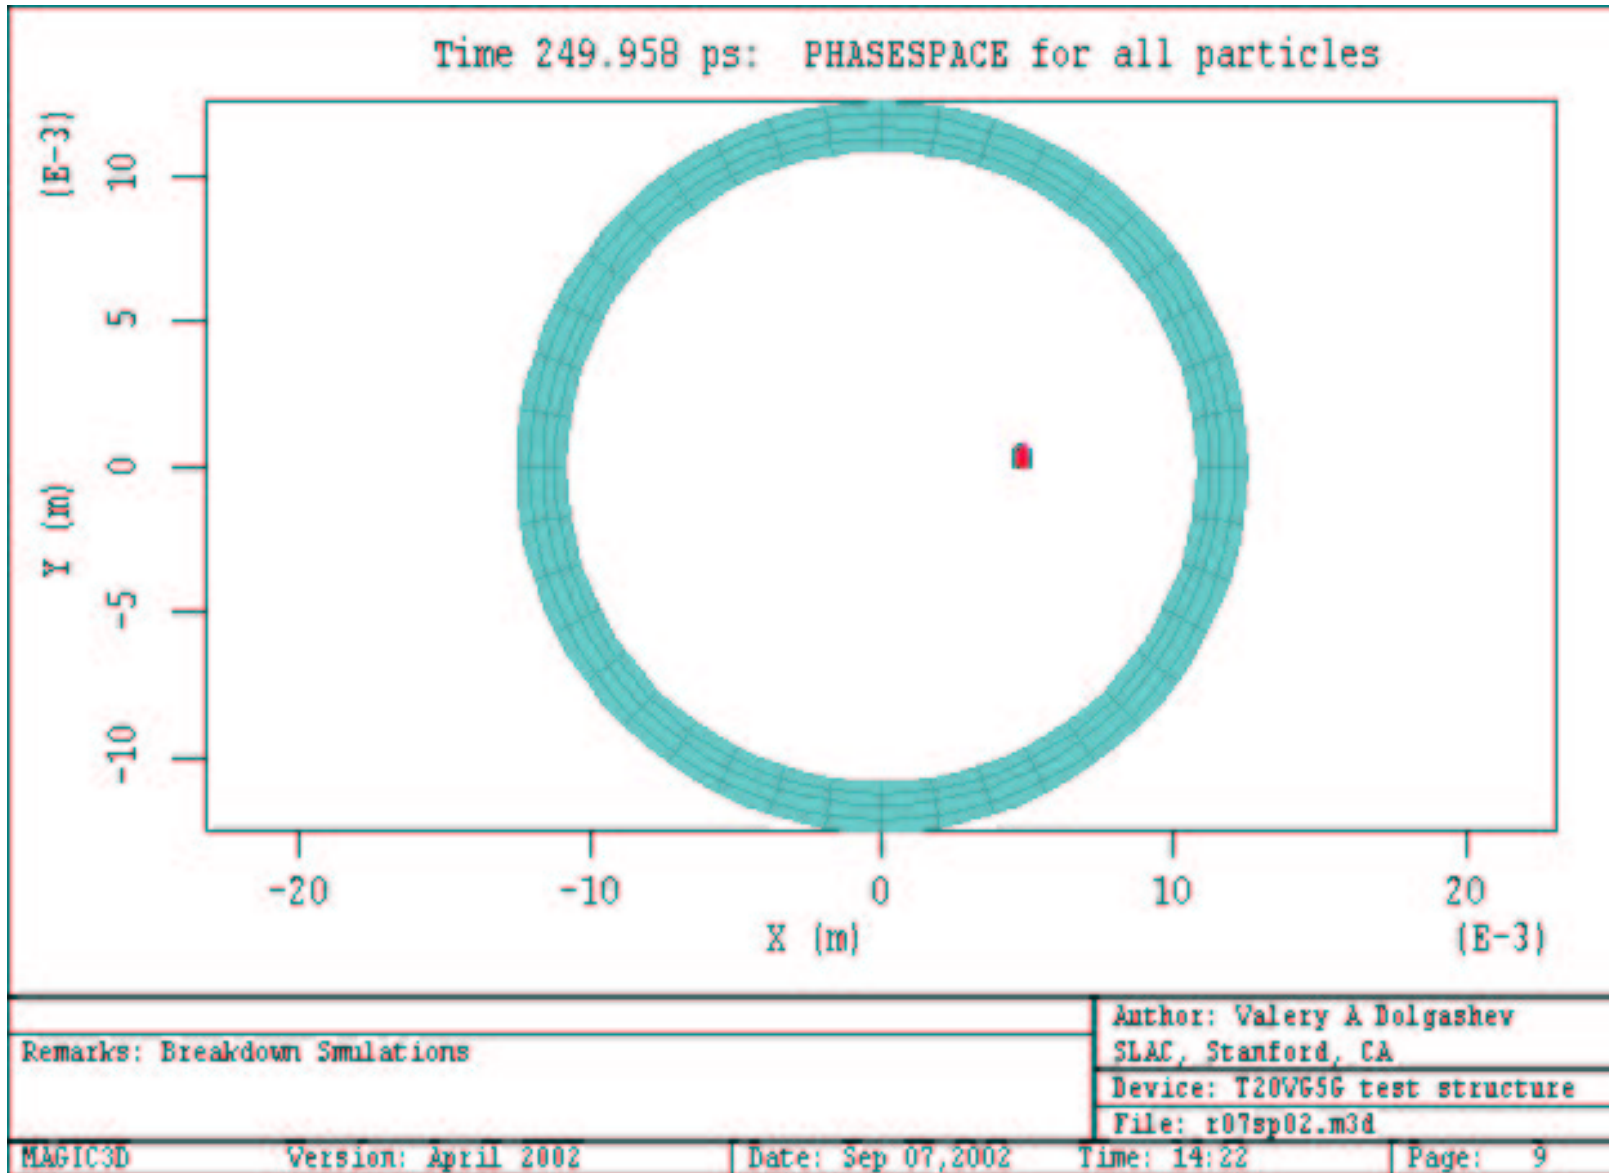 Time 249.958 ps:  PHASESPACE for all particles
(E-3)
10
5
0
-5
-10
Y (m)
-20 -10 0 10 20
X (m) (E-3)
Author: Valery A Dolgashev
Remarks: Breakdown Smulations
SLAC, Stanford, CA
Device: T20VG5G test structure
File: r07sp02.m3d
MAGIC3D Version: April 2002 Date: Sep 07,2002 Time: 14:22 Page: 9